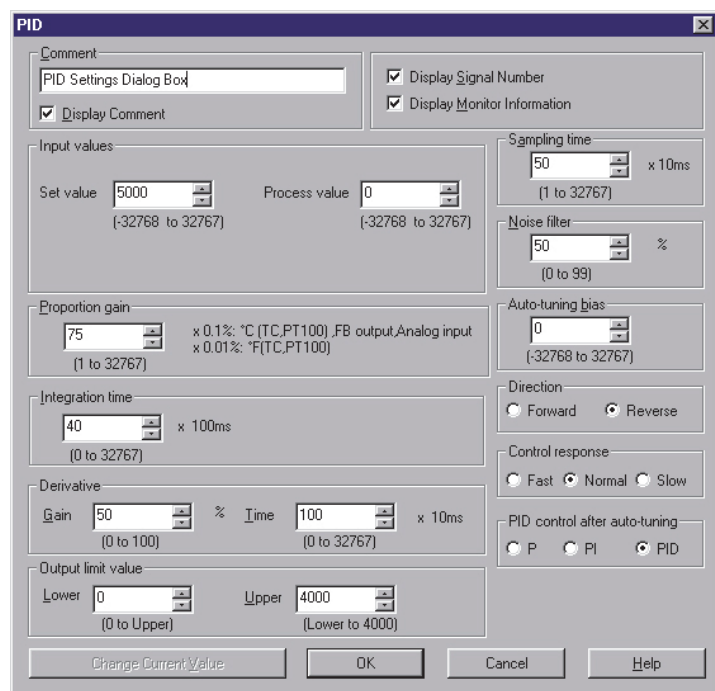 PID
Comment
PID Settings Dialog Box
Display Comment
Display Signal Number
Display Monitor Information
Input values
Set value 5000 Process value 0
(-32768 to 32767) (-32768 to 32767)
Sampling time
50 x 10ms
(1 to 32767)
Noise filter
50 %
(0 to 99)
Proportion gain
75 x 0.1%: °C (TC,PT100) ,FB output,Analog input
x 0.01%: °F(TC,PT100)
(1 to 32767)
Auto-tuning bias
0
(-32768 to 32767)
Integration time
40 x 100ms
(0 to 32767)
Direction
Forward Reverse
Control response
Fast Normal Slow
Derivative
Gain 50 % Time 100 x 10ms
(0 to 100) (0 to 32767)
PID control after auto-tuning
P PI PID
Output limit value
Lower 0 Upper 4000
(0 to Upper) (Lower to 4000)
Change Current Value OK Cancel Help